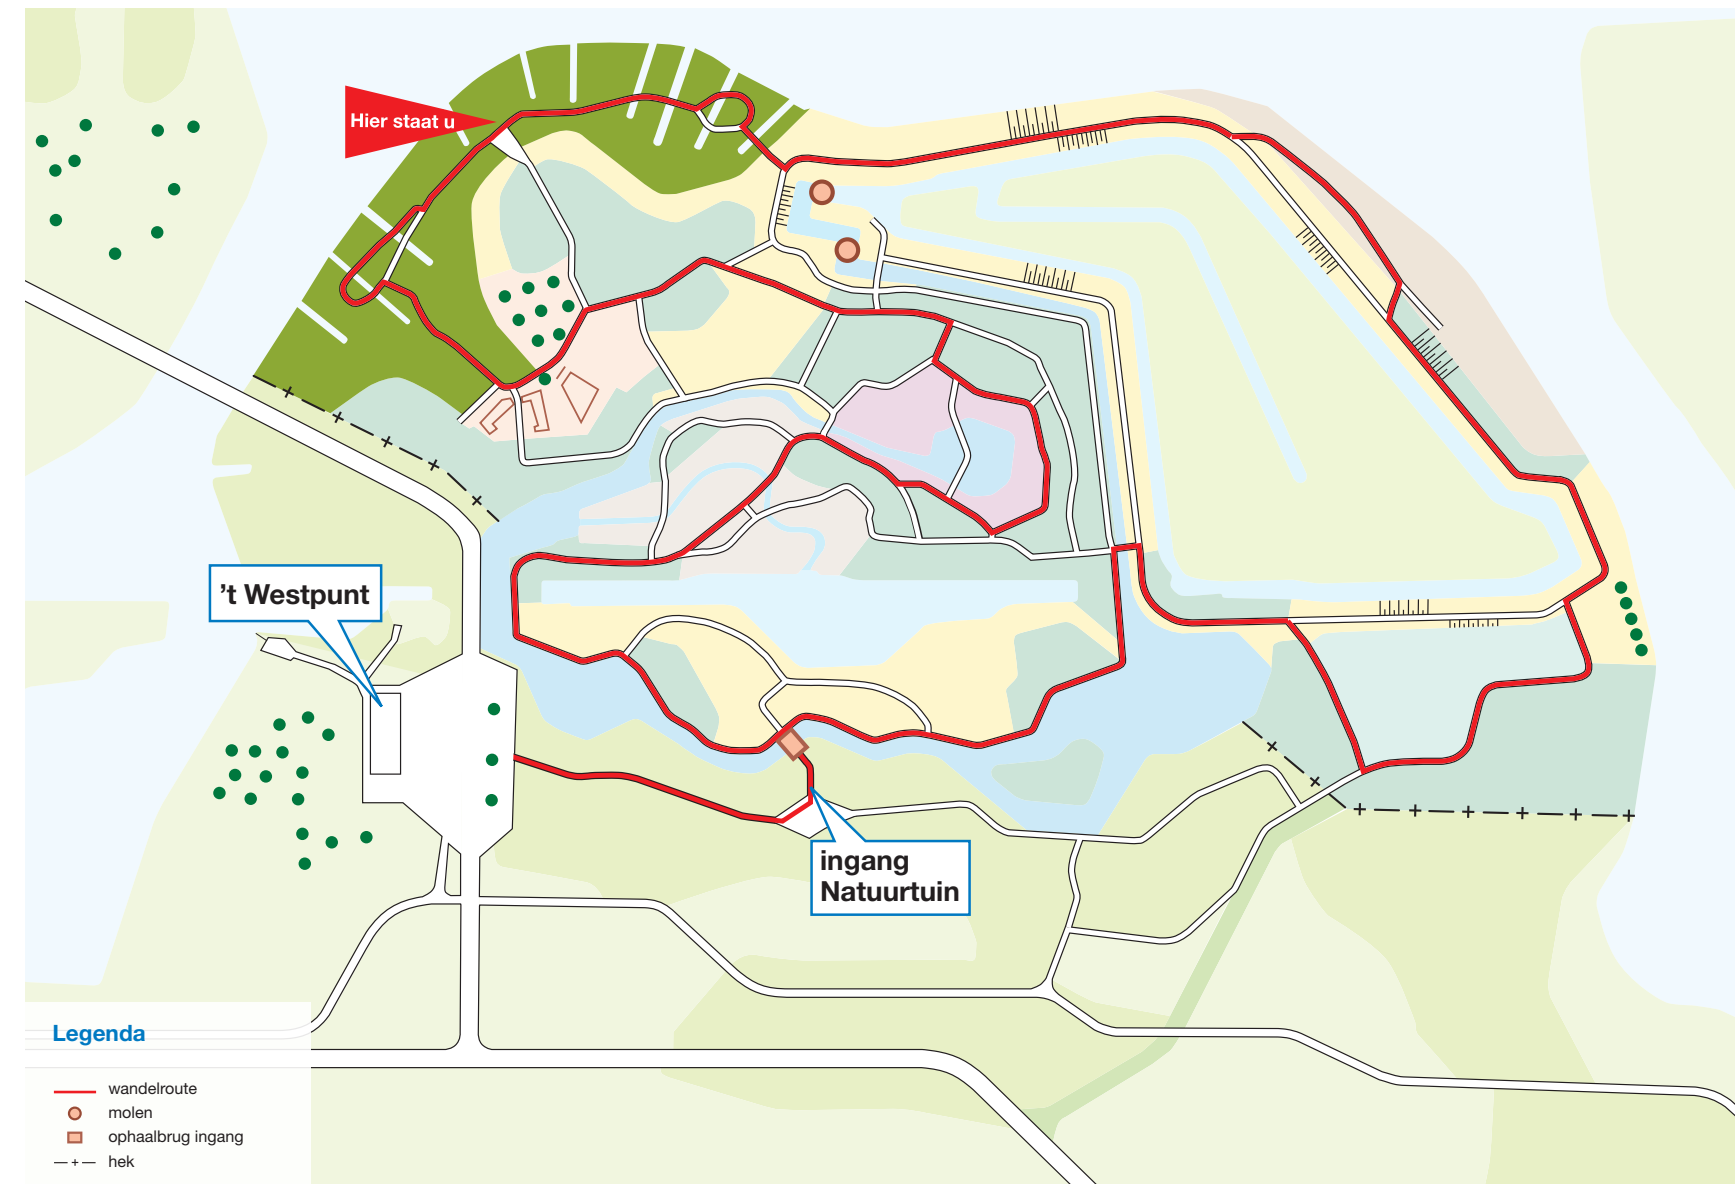 Hier staat u
’t Westpunt
ingang
Natuurtuin
Legenda
wandelroute
molen
ophaalbrug ingang
hek